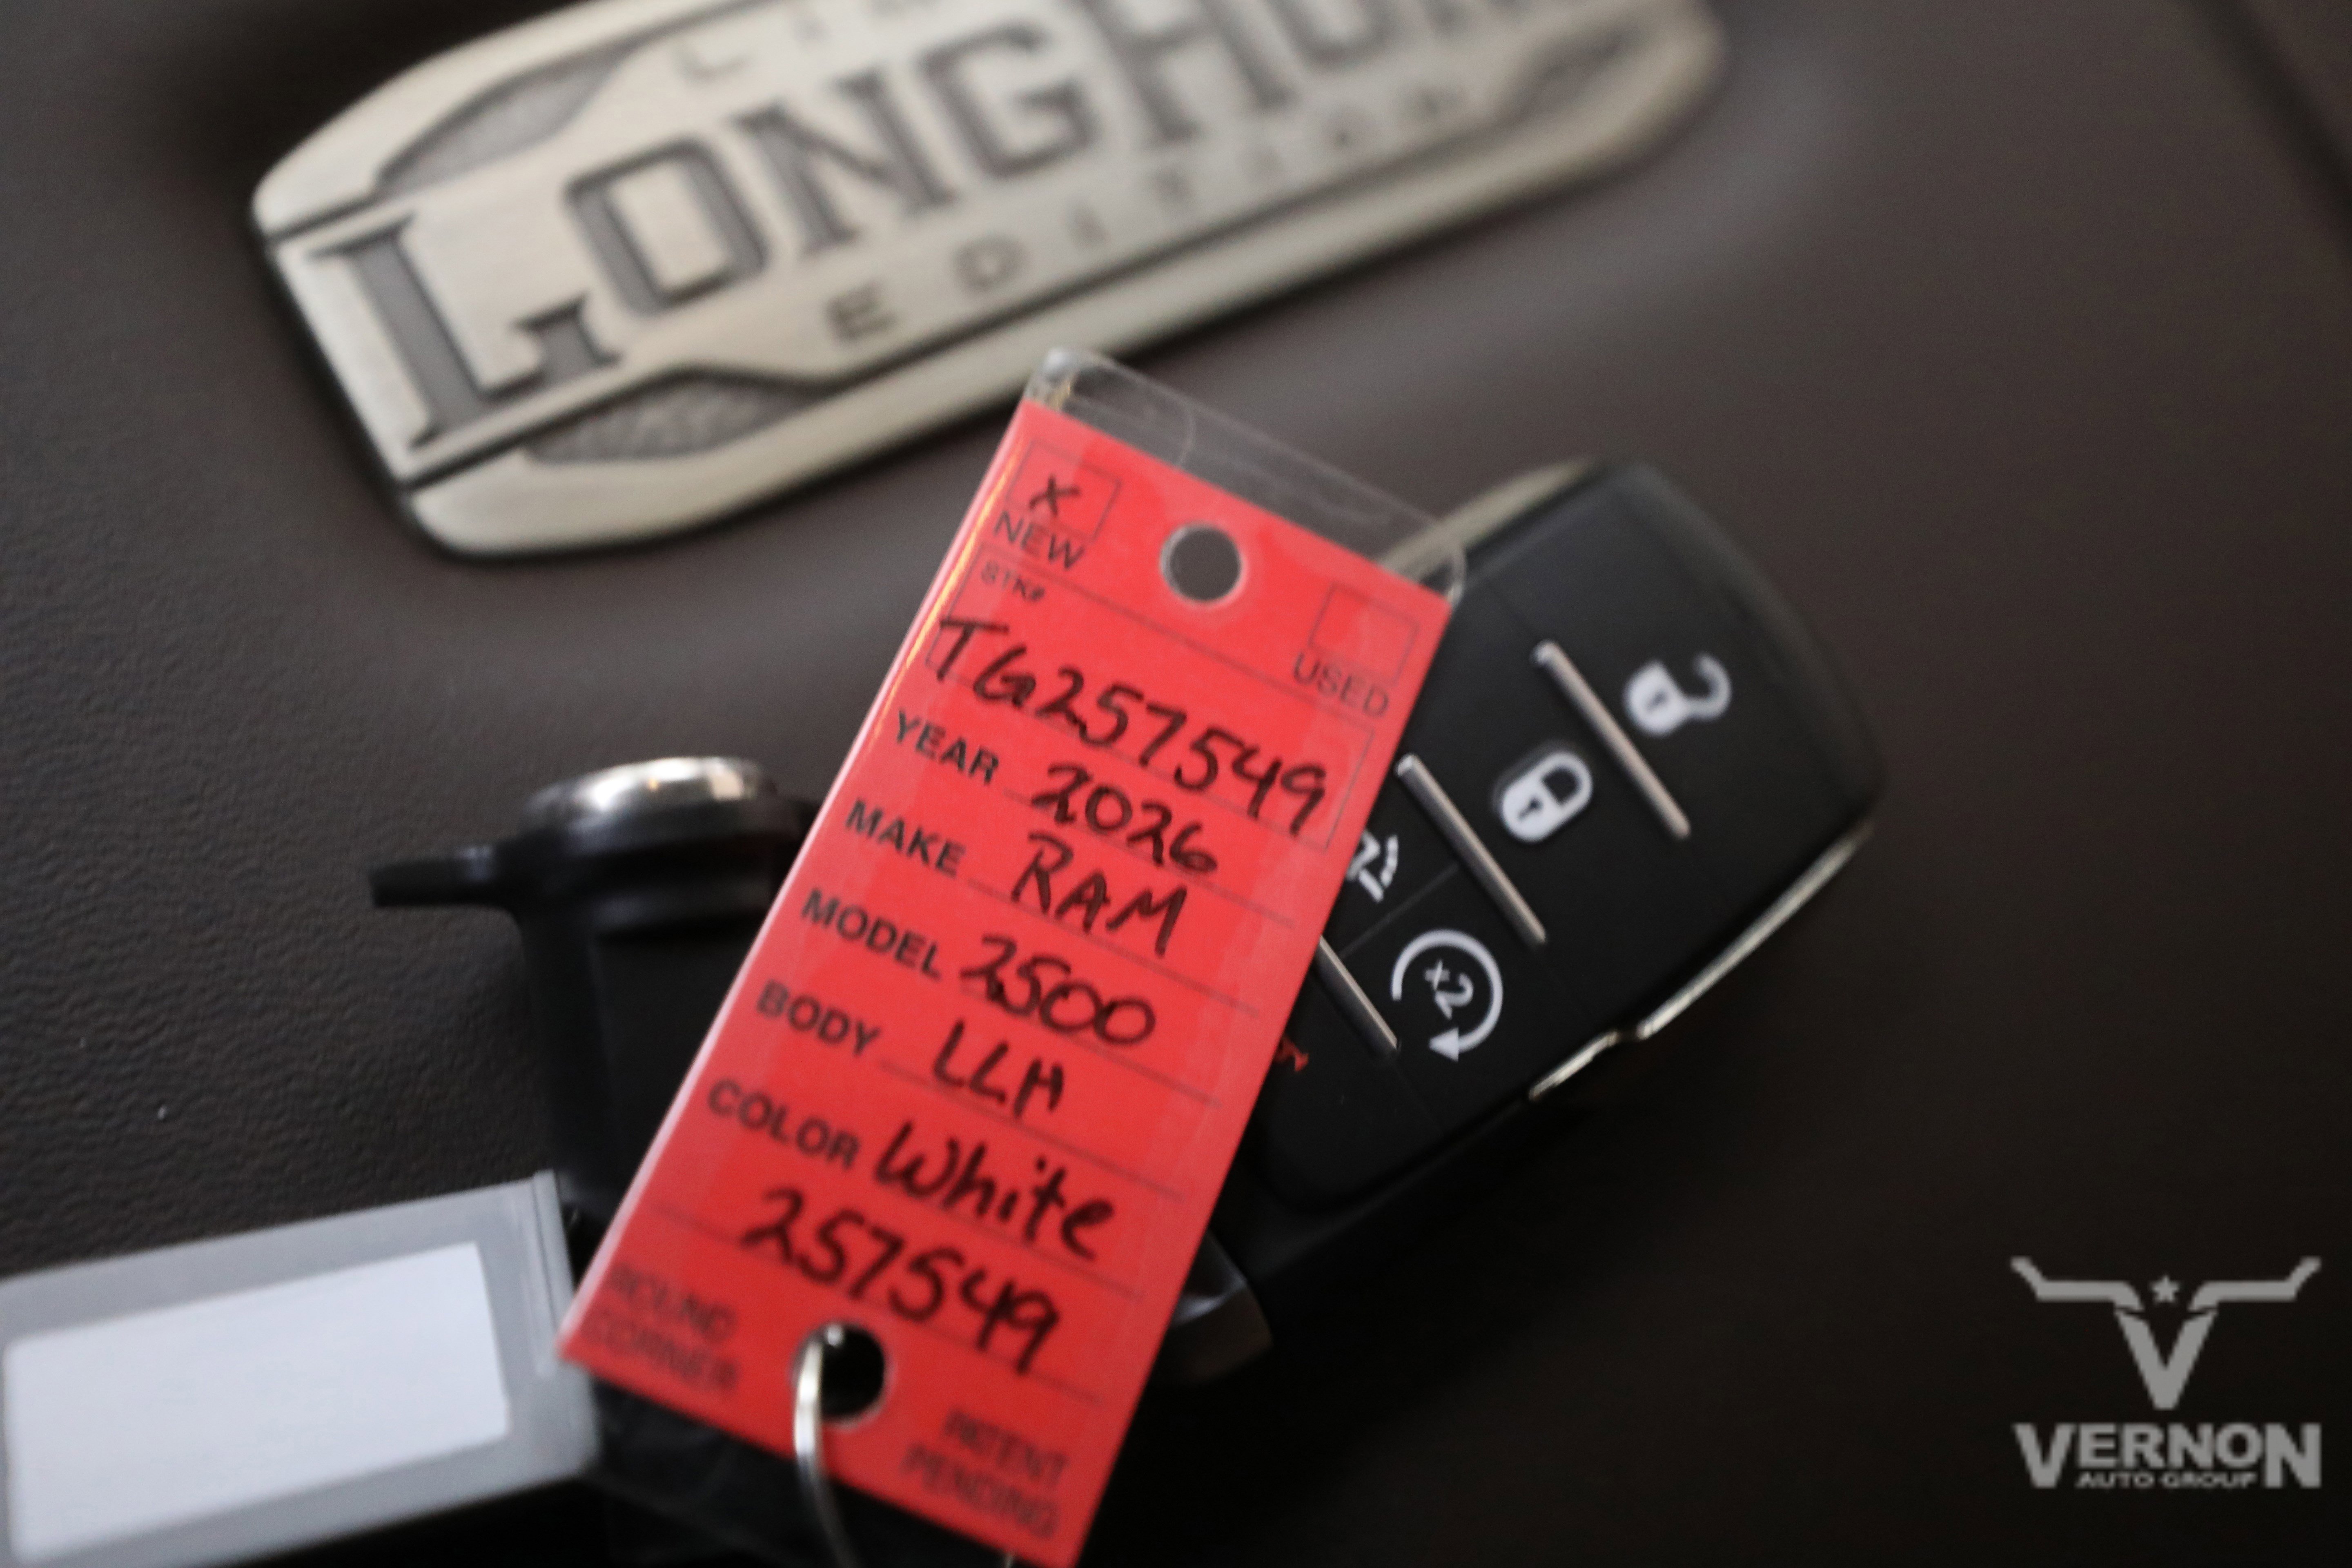 LONGHORN
EDITION
X
NEW
USED
STK#
TG257549
YEAR 2026
MAKE RAM
MODEL 2500
BODY LLH
COLOR White
257549
ROUND
CORNER
PATENT
PENDING
x2
VERNON
AUTO GROUP